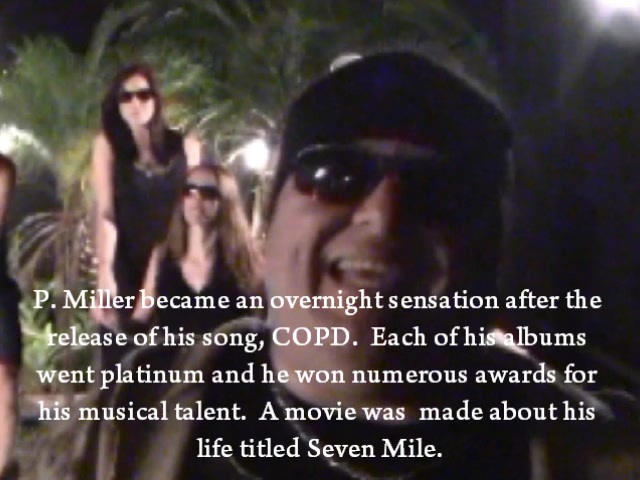 P. Miller became an overnight sensation after the
release of his song, COPD.  Each of his albums
went platinum and he won numerous awards for
his musical talent.  A movie was  made about his
life titled Seven Mile.